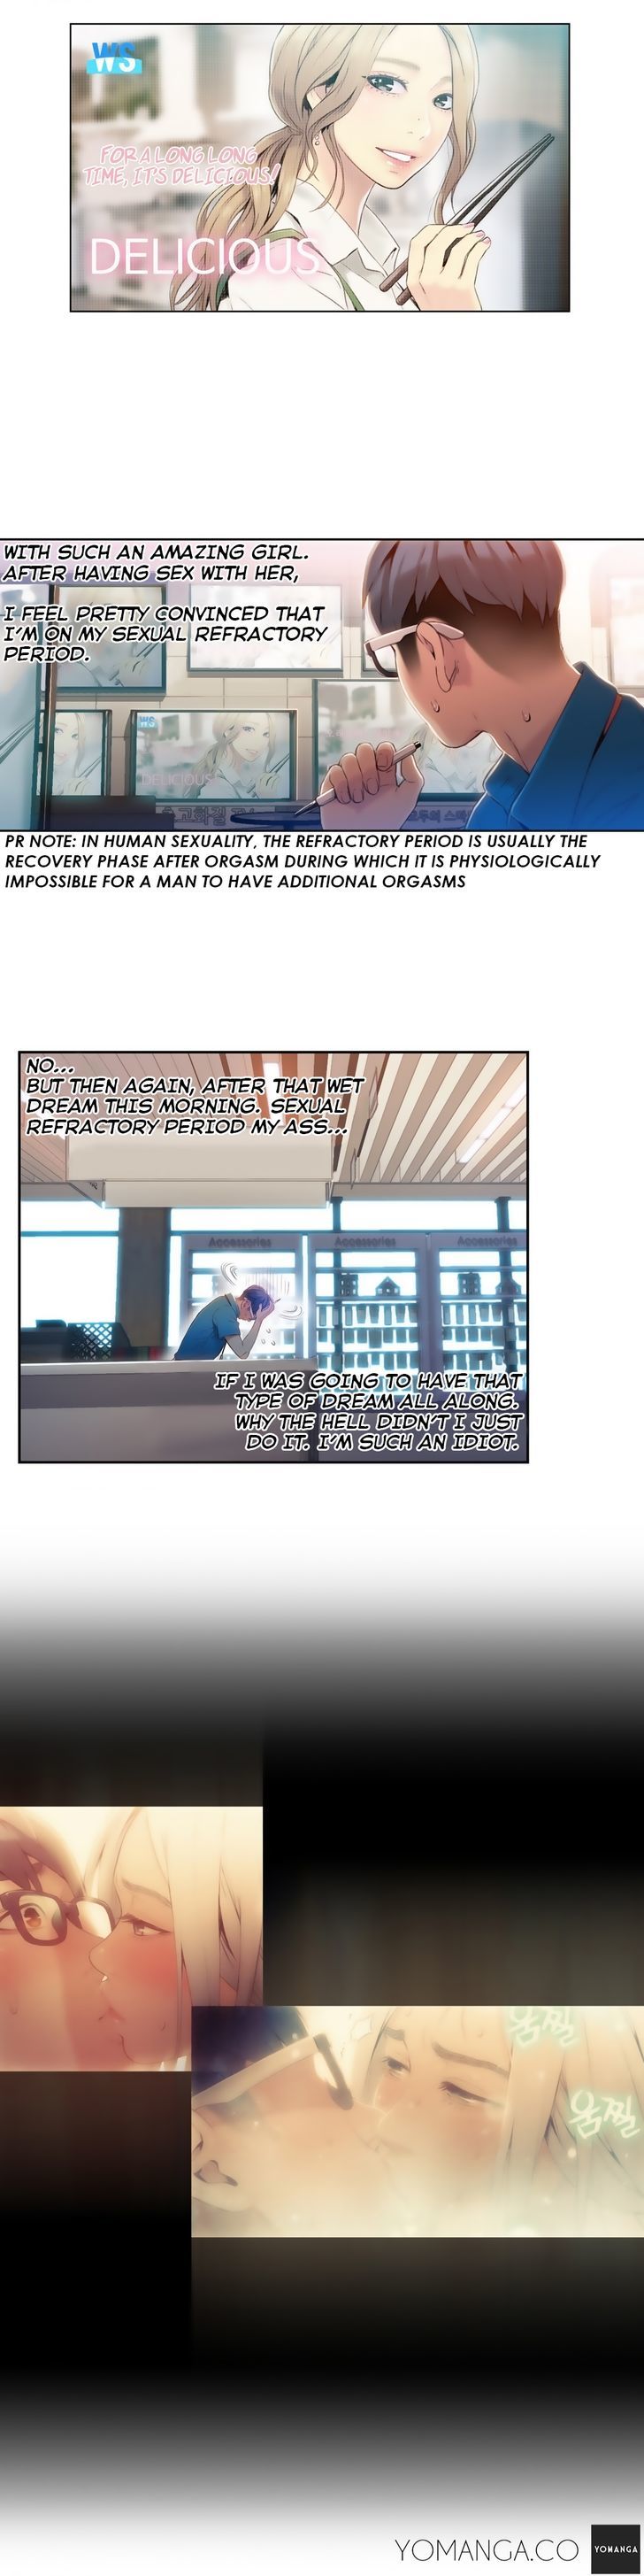 WS
FOR A LONG LONG
TIME, IT'S DELICIOUS!
DELICIOUS
WITH SUCH AN AMAZING GIRL.
AFTER HAVING SEX WITH HER,
I FEEL PRETTY CONVINCED THAT
I'M ON MY SEXUAL REFRACTORY
PERIOD.
WS
DELICIOUS
PR NOTE: IN HUMAN SEXUALITY, THE REFRACTORY PERIOD IS USUALLY THE
RECOVERY PHASE AFTER ORGASM DURING WHICH IT IS PHYSIOLOGICALLY
IMPOSSIBLE FOR A MAN TO HAVE ADDITIONAL ORGASMS
NO...
BUT THEN AGAIN, AFTER THAT WET
DREAM THIS MORNING. SEXUAL
REFRACTORY PERIOD MY ASS...
Accessories Accessories Accessories
IF I WAS GOING TO HAVE THAT
TYPE OF DREAM ALL ALONG.
WHY THE HELL DIDN'T I JUST
DO IT. I'M SUCH AN IDIOT.
움찔
움찔
YOMANGA.CO
YOMANGA